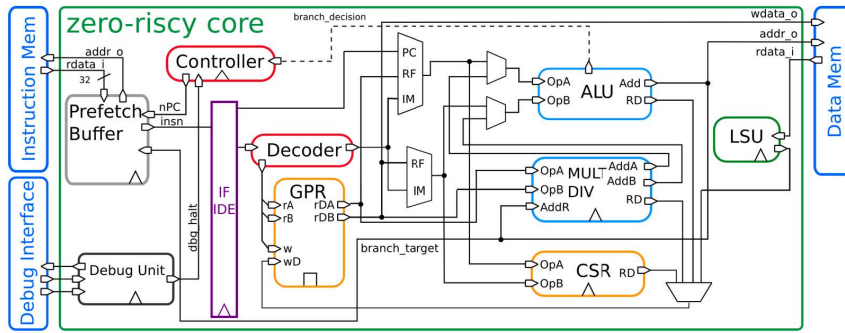 zero-riscy core
Instruction Mem
Debug Interface
Data Mem
addr_o
rdata_i
32
Prefetch
Buffer
nPC
insn
Controller
branch_decision
IF
IDE
dbg_halt
Debug Unit
Decoder
GPR
rA
rB
rDA
rDB
w
wD
PC
RF
IM
RF
IM
OpA
OpB
ALU
Add
RD
OpA
OpB
AddR
MULT
DIV
AddA
AddB
RD
branch_target
OpA
OpB
CSR
RD
LSU
wdata_o
addr_o
rdata_i